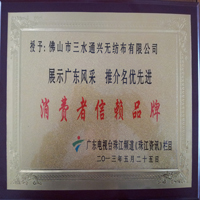 授予：佛山市三水通兴无纺布有限公司
展示广东风采 推介名优先进
消费者信赖品牌
广东电视台珠江频道《珠江资讯》栏目
二〇一三年五月二十五日